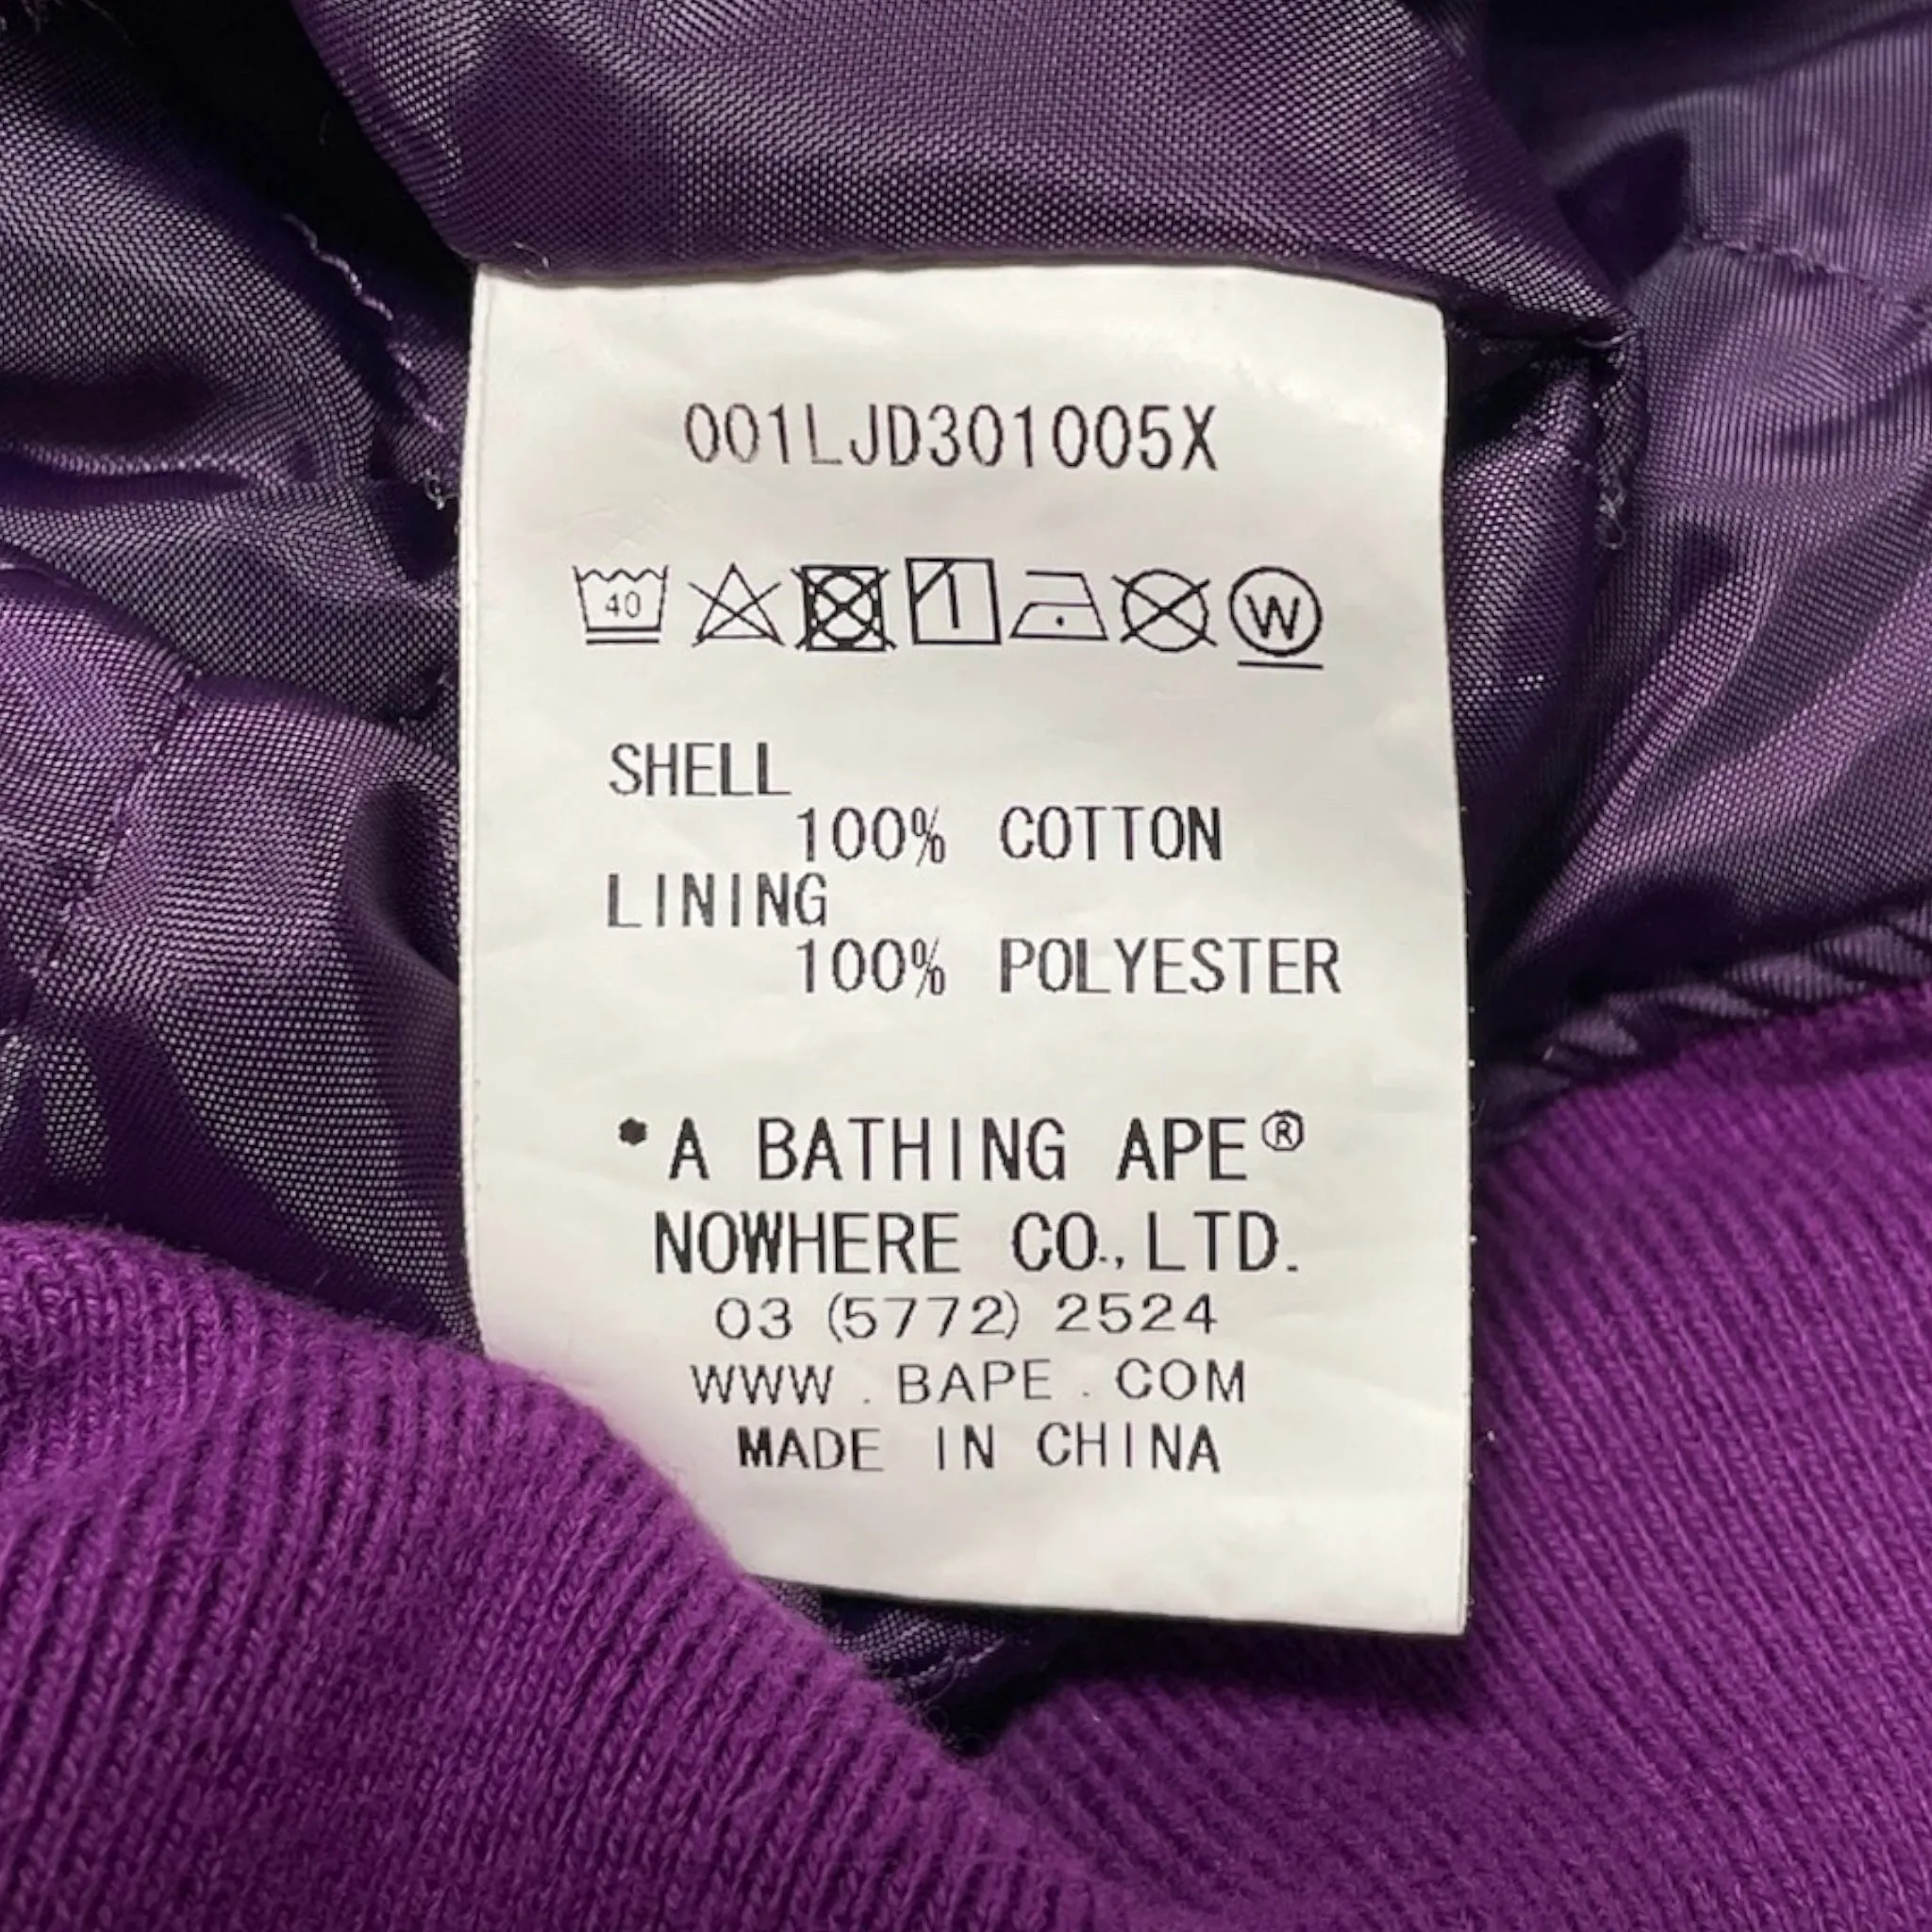 001LJD301005X
40
W
SHELL
100% COTTON
LINING
100% POLYESTER
*A BATHING APE®
NOWHERE CO., LTD.
03 (5772) 2524
WWW . BAPE . COM
MADE IN CHINA